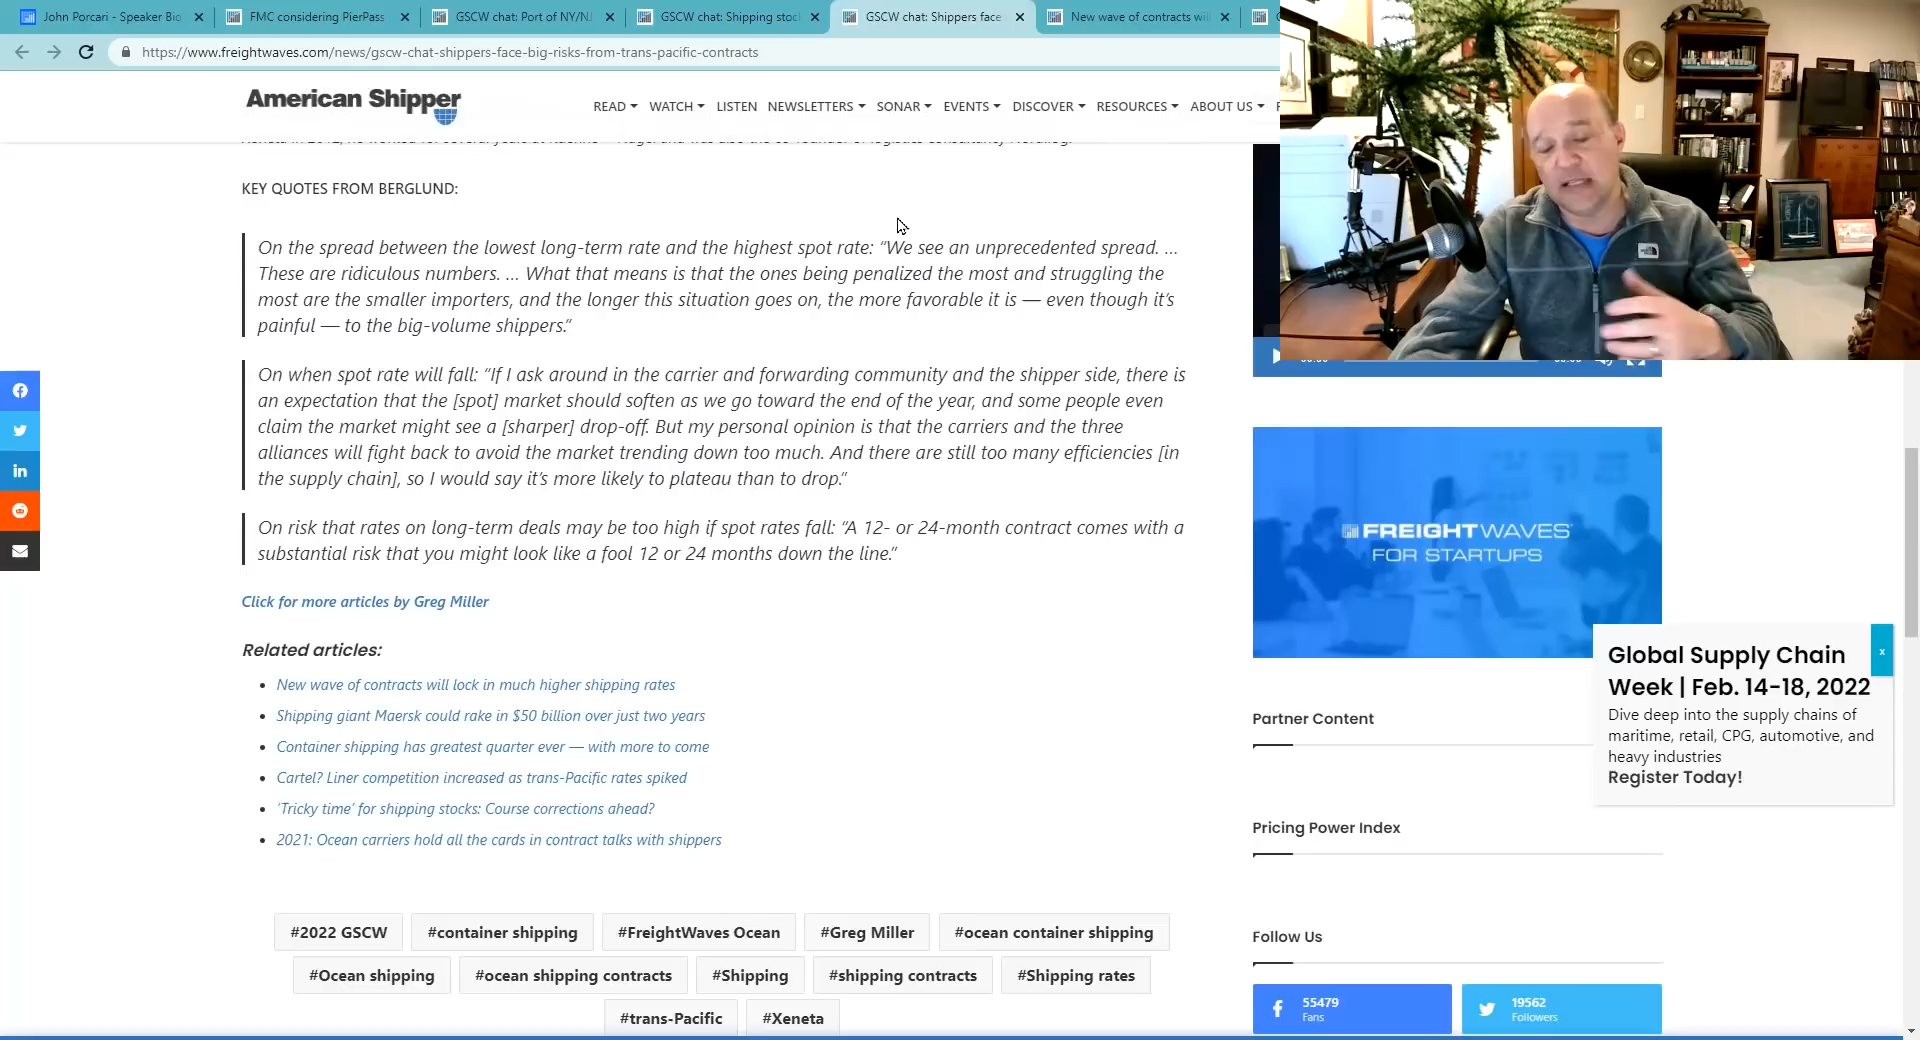 John Porcari - Speaker Bio
FMC considering PierPass
GSCW chat: Port of NY/NJ
GSCW chat: Shipping stoc
GSCW chat: Shippers face
New wave of contracts wil
https://www.freightwaves.com/news/gscw-chat-shippers-face-big-risks-from-trans-pacific-contracts
American Shipper
READ
WATCH
LISTEN
NEWSLETTERS
SONAR
EVENTS
DISCOVER
RESOURCES
ABOUT US
KEY QUOTES FROM BERGLUND:
On the spread between the lowest long-term rate and the highest spot rate: “We see an unprecedented spread. …
These are ridiculous numbers. … What that means is that the ones being penalized the most and struggling the
most are the smaller importers, and the longer this situation goes on, the more favorable it is — even though it’s
painful — to the big-volume shippers.”
On when spot rate will fall: “If I ask around in the carrier and forwarding community and the shipper side, there is
an expectation that the [spot] market should soften as we go toward the end of the year, and some people even
claim the market might see a [sharper] drop-off. But my personal opinion is that the carriers and the three
alliances will fight back to avoid the market trending down too much. And there are still too many efficiencies [in
the supply chain], so I would say it’s more likely to plateau than to drop.”
On risk that rates on long-term deals may be too high if spot rates fall: “A 12- or 24-month contract comes with a
substantial risk that you might look like a fool 12 or 24 months down the line.”
Click for more articles by Greg Miller
Related articles:
New wave of contracts will lock in much higher shipping rates
Shipping giant Maersk could rake in $50 billion over just two years
Container shipping has greatest quarter ever — with more to come
Cartel? Liner competition increased as trans-Pacific rates spiked
‘Tricky time’ for shipping stocks: Course corrections ahead?
2021: Ocean carriers hold all the cards in contract talks with shippers
#2022 GSCW
#container shipping
#FreightWaves Ocean
#Greg Miller
#ocean container shipping
#Ocean shipping
#ocean shipping contracts
#Shipping
#shipping contracts
#Shipping rates
#trans-Pacific
#Xeneta
FREIGHTWAVES
FOR STARTUPS
Global Supply Chain
Week | Feb. 14-18, 2022
x
Dive deep into the supply chains of
maritime, retail, CPG, automotive, and
heavy industries
Register Today!
Partner Content
Pricing Power Index
Follow Us
55479
Fans
19562
Followers